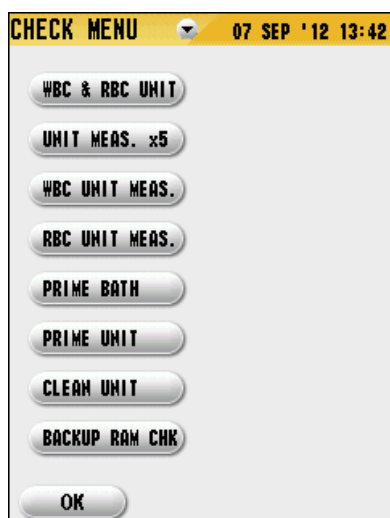 CHECK MENU 07 SEP '12 13:42
WBC & RBC UNIT
UNIT MEAS. x5
WBC UNIT MEAS.
RBC UNIT MEAS.
PRIME BATH
PRIME UNIT
CLEAN UNIT
BACKUP RAM CHK
OK